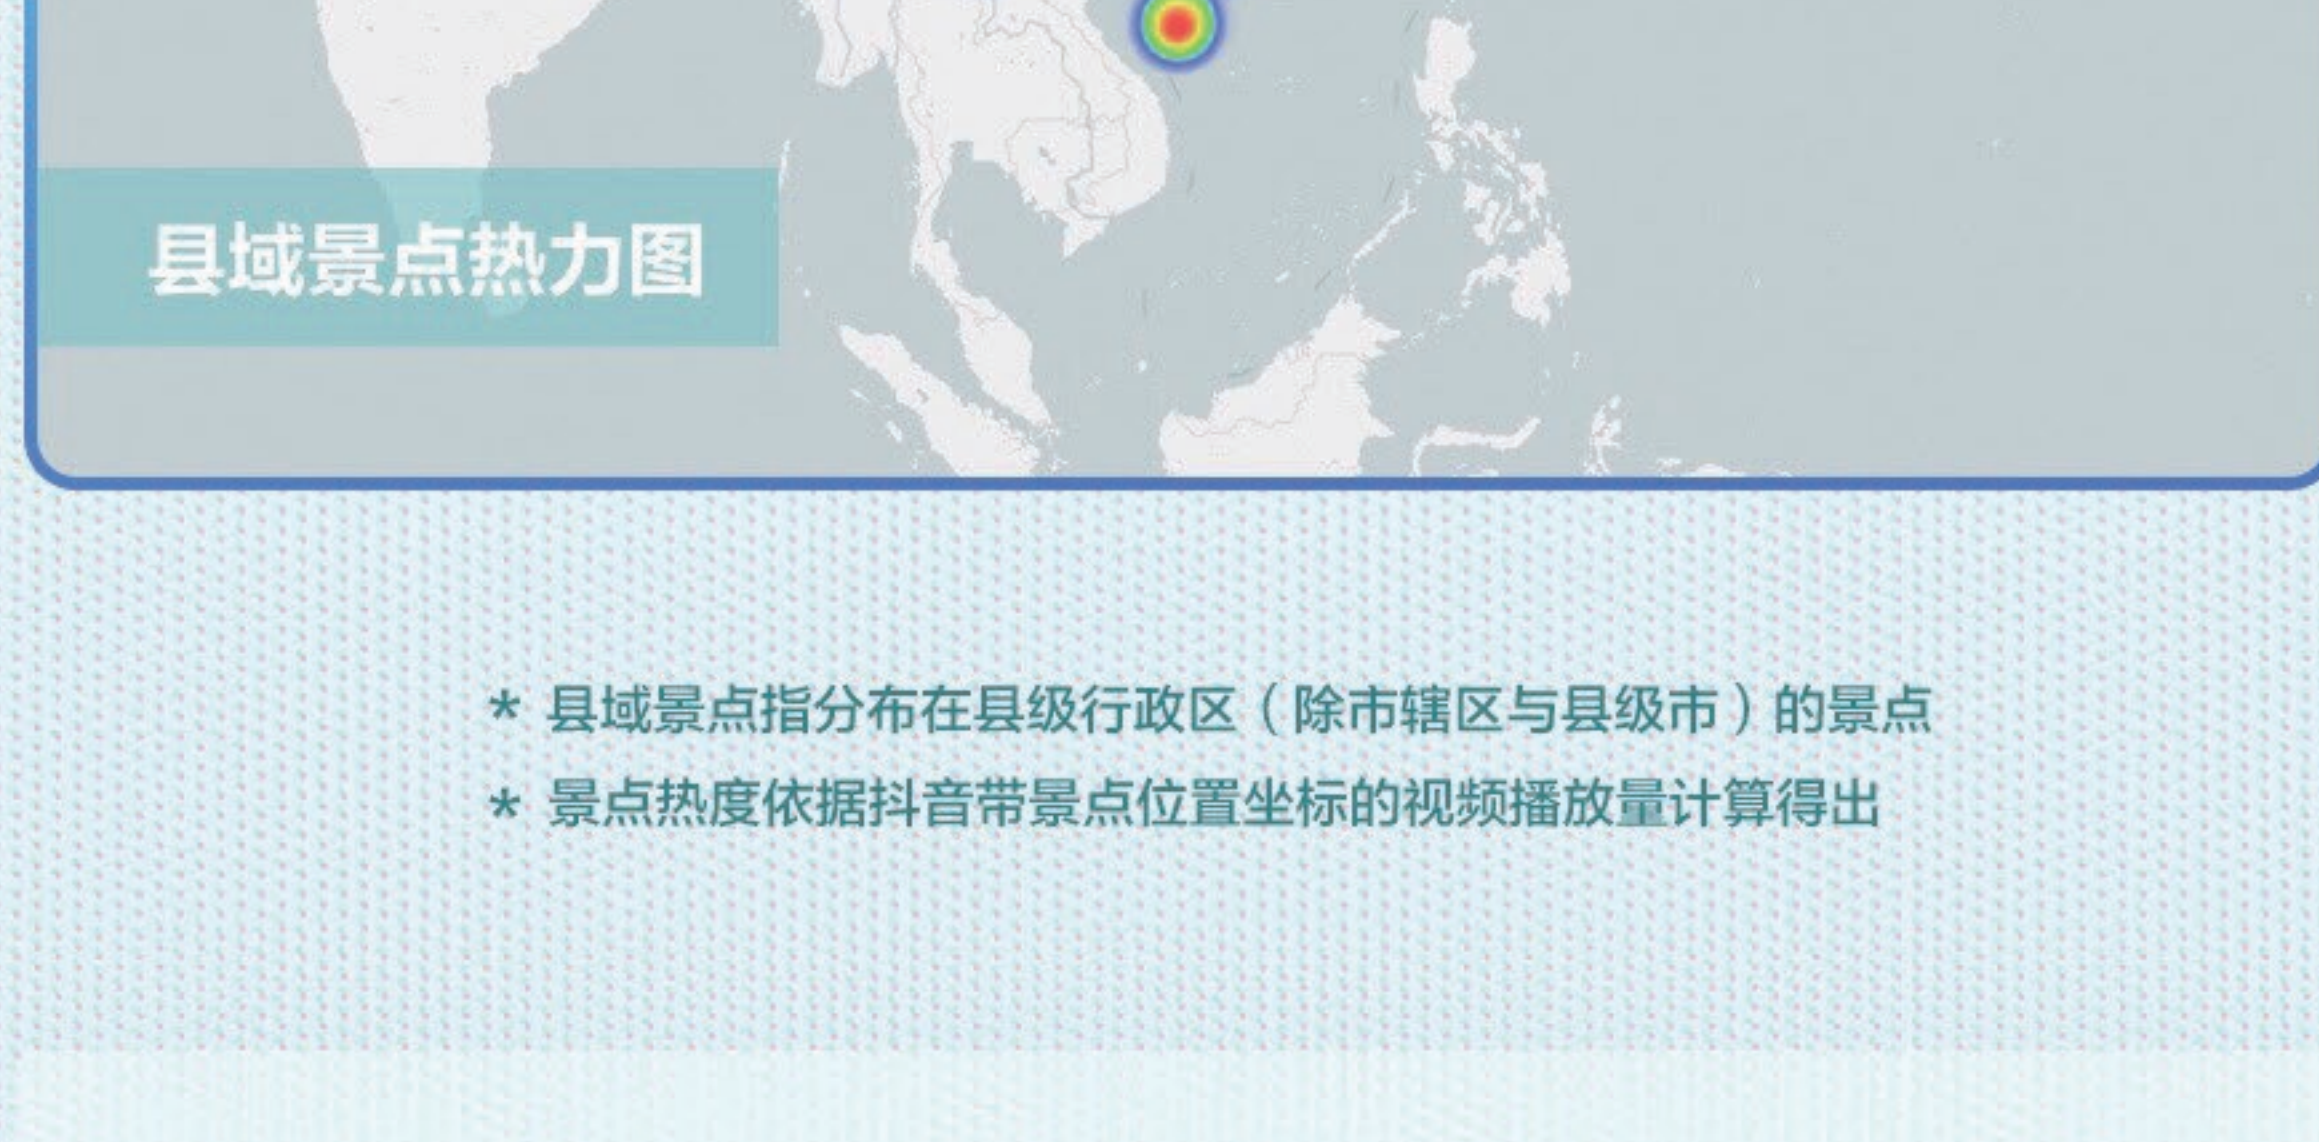 县域景点热力图
* 县域景点指分布在县级行政区（除市辖区与县级市）的景点
* 景点热度依据抖音带景点位置坐标的视频播放量计算得出